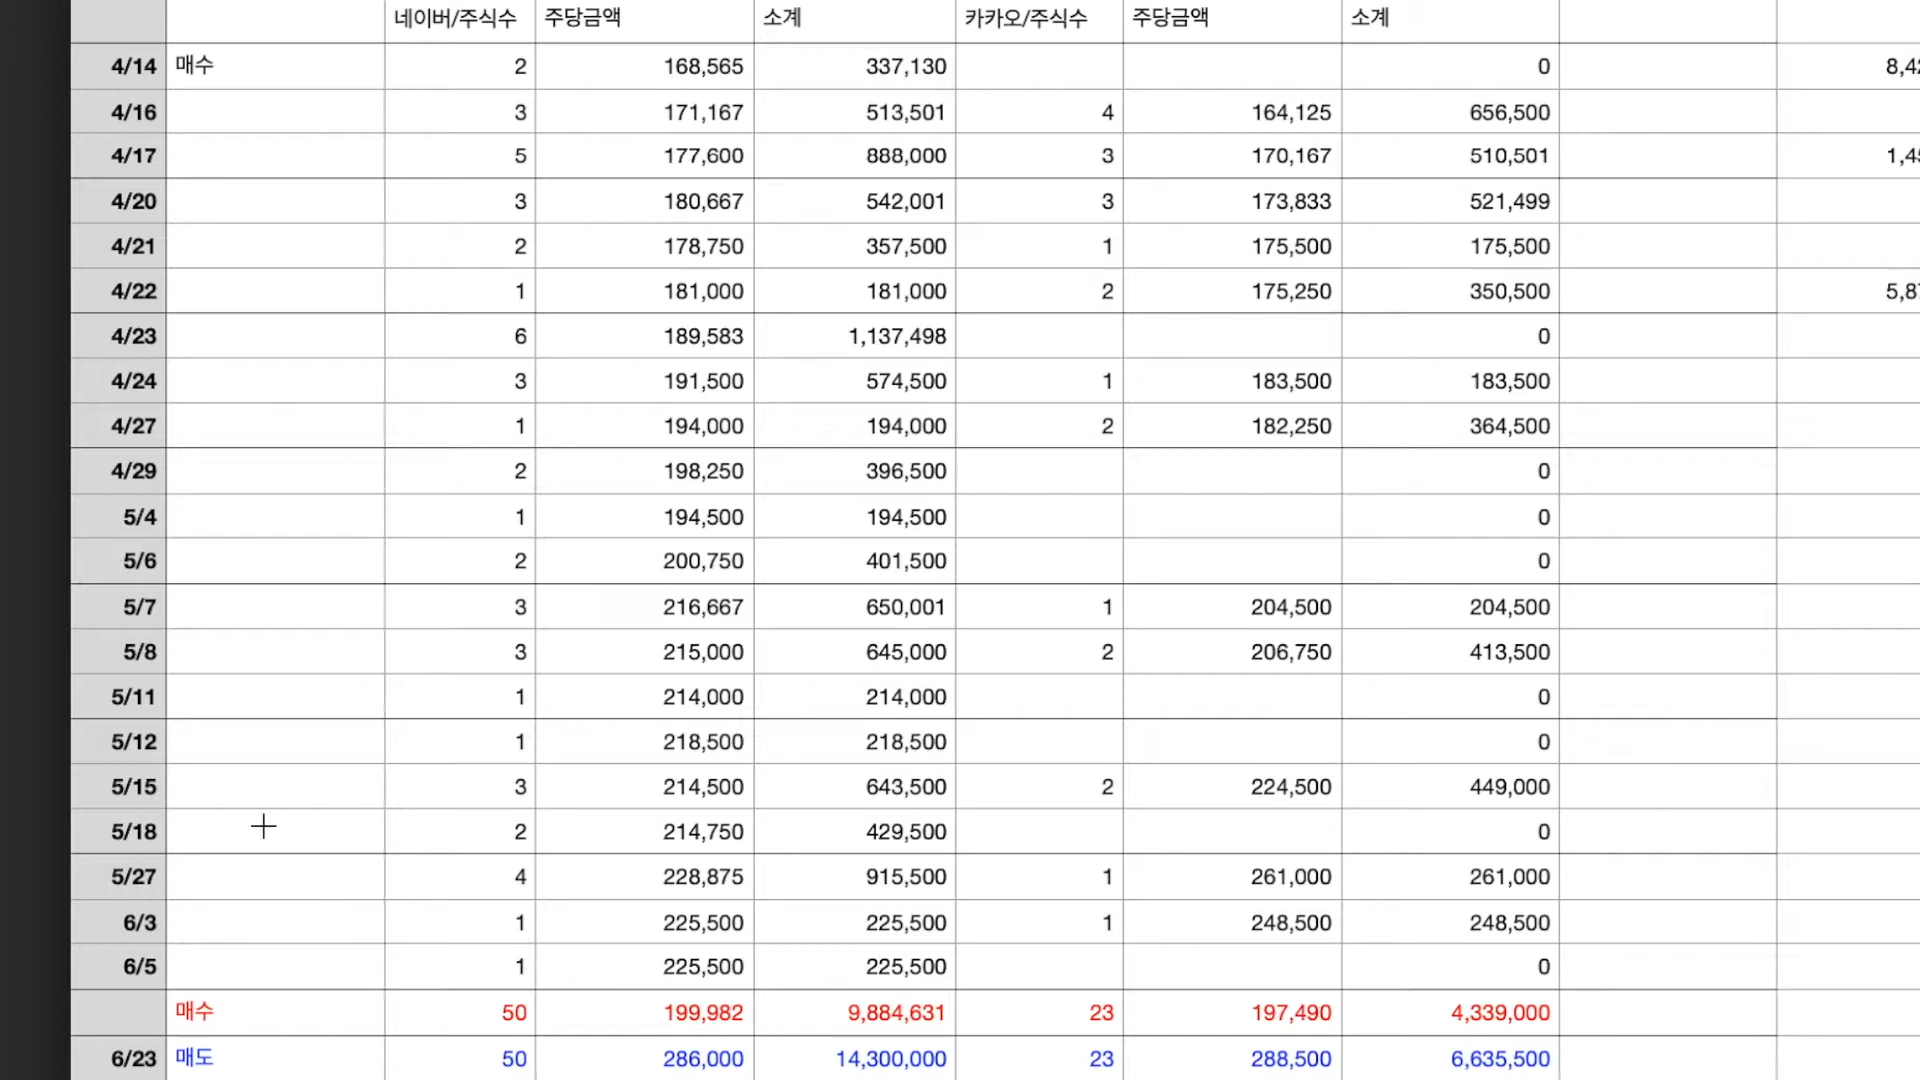 네이버/주식수 주당금액 소계 카카오/주식수 주당금액 소계
4/14 매수 2 168,565 337,130 0 8,42
4/16 3 171,167 513,501 4 164,125 656,500
4/17 5 177,600 888,000 3 170,167 510,501 1,45
4/20 3 180,667 542,001 3 173,833 521,499
4/21 2 178,750 357,500 1 175,500 175,500
4/22 1 181,000 181,000 2 175,250 350,500 5,87
4/23 6 189,583 1,137,498 0
4/24 3 191,500 574,500 1 183,500 183,500
4/27 1 194,000 194,000 2 182,250 364,500
4/29 2 198,250 396,500 0
5/4 1 194,500 194,500 0
5/6 2 200,750 401,500 0
5/7 3 216,667 650,001 1 204,500 204,500
5/8 3 215,000 645,000 2 206,750 413,500
5/11 1 214,000 214,000 0
5/12 1 218,500 218,500 0
5/15 3 214,500 643,500 2 224,500 449,000
5/18 2 214,750 429,500 0
5/27 4 228,875 915,500 1 261,000 261,000
6/3 1 225,500 225,500 1 248,500 248,500
6/5 1 225,500 225,500 0
매수 50 199,982 9,884,631 23 197,490 4,339,000
6/23 매도 50 286,000 14,300,000 23 288,500 6,635,500